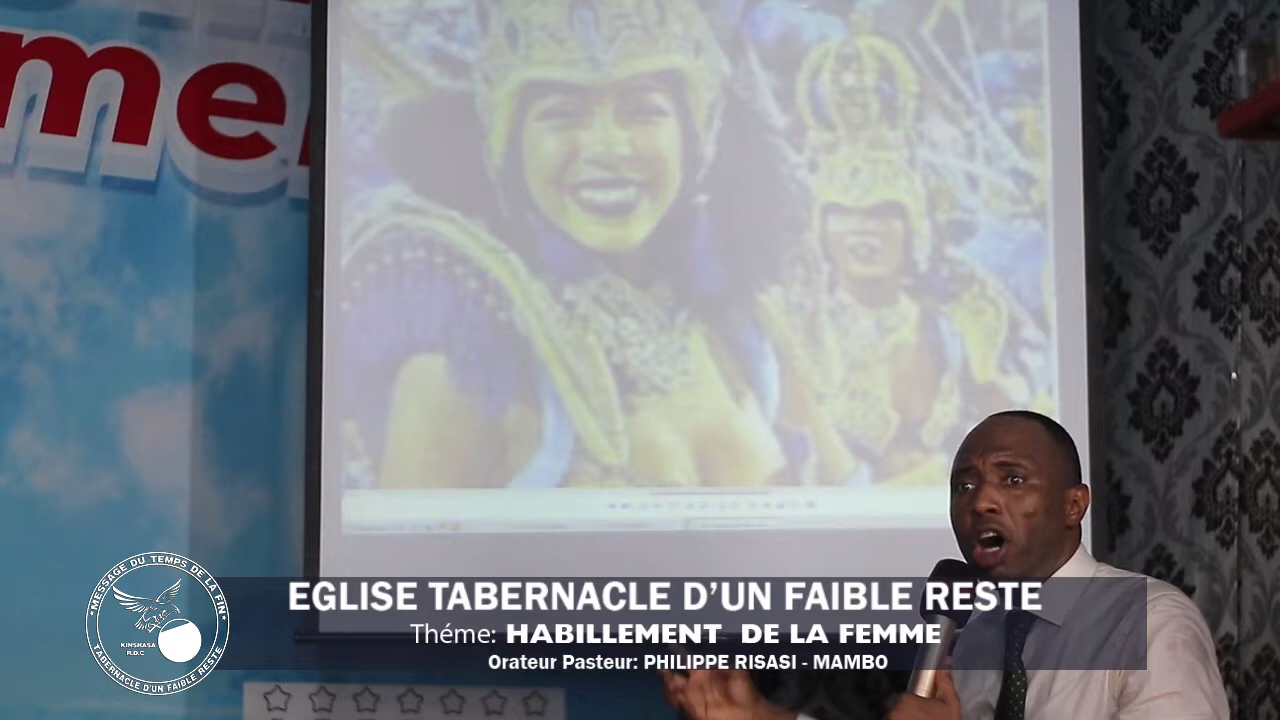 me
EGLISE TABERNACLE D'UN FAIBLE RESTE
Théme: HABILLEMENT DE LA FEMME
Orateur Pasteur: PHILIPPE RISASI - MAMBO
MESSAGE DU TEMPS DE LA FIN
KINSHASA
R.D.C
TABERNACLE D'UN FAIBLE RESTE